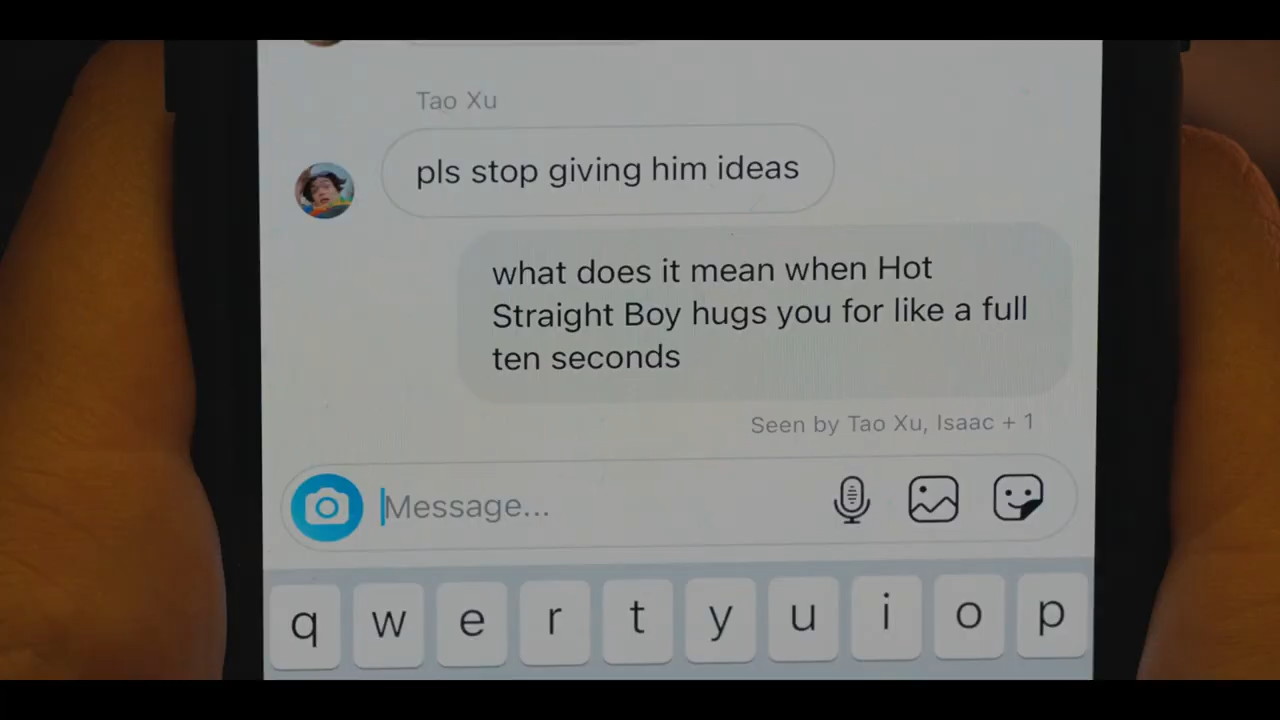 Tao Xu
pls stop giving him ideas
what does it mean when Hot
Straight Boy hugs you for like a full
ten seconds
Seen by Tao Xu, Isaac + 1
Message...
q w e r t y u i o p